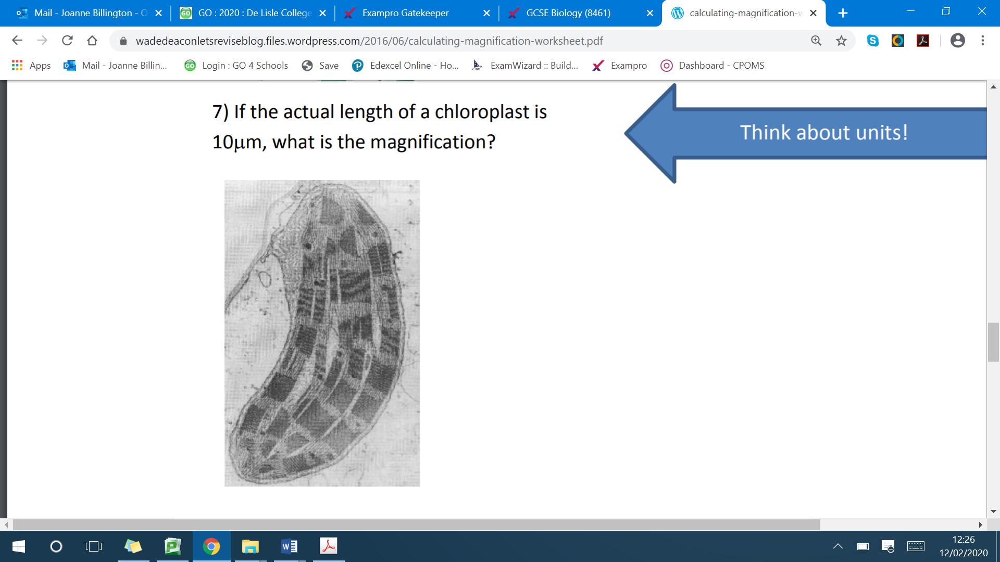 Mail - Joanne Billington - O
GO : 2020 : De Lisle College
Exampro Gatekeeper
GCSE Biology (8461)
calculating-magnification-w
wadedeaconletsreviseblog.files.wordpress.com/2016/06/calculating-magnification-worksheet.pdf
Apps
Mail - Joanne Billin...
Login : GO 4 Schools
Save
Edexcel Online - Ho...
ExamWizard :: Build...
Exampro
Dashboard - CPOMS
7) If the actual length of a chloroplast is
10μm, what is the magnification?
Think about units!
12:26
12/02/2020